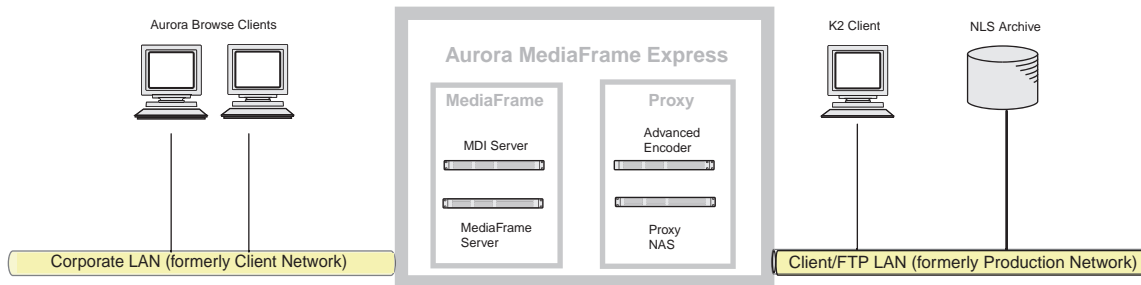 Aurora Browse Clients
Aurora MediaFrame Express
MediaFrame
MDI Server
MediaFrame
Server
Proxy
Advanced
Encoder
Proxy
NAS
K2 Client
NLS Archive
Corporate LAN (formerly Client Network)
Client/FTP LAN (formerly Production Network)